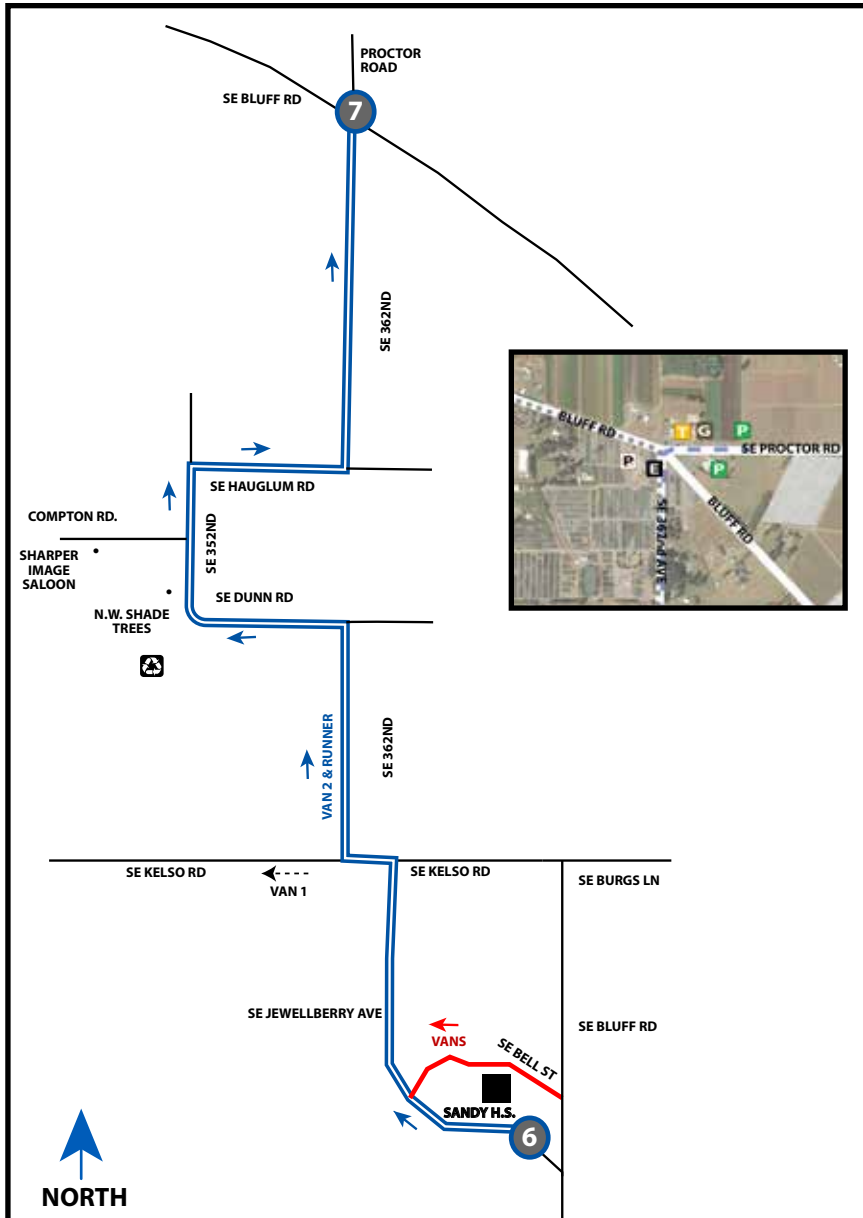 PROCTOR
ROAD
SE BLUFF RD
7
SE 362ND
BLUFF RD
T
G
P
SE PROCTOR RD
P
E
P
BLUFF RD
SE 362nd AVE
SE HAUGLUM RD
COMPTON RD.
SE 352ND
SHARPER
IMAGE
SALOON
SE DUNN RD
N.W. SHADE
TREES
VAN 2 & RUNNER
SE 362ND
SE KELSO RD
VAN 1
SE KELSO RD
SE BURGS LN
SE JEWELLBERRY AVE
VANS
SE BELL ST
SE BLUFF RD
SANDY H.S.
6
NORTH